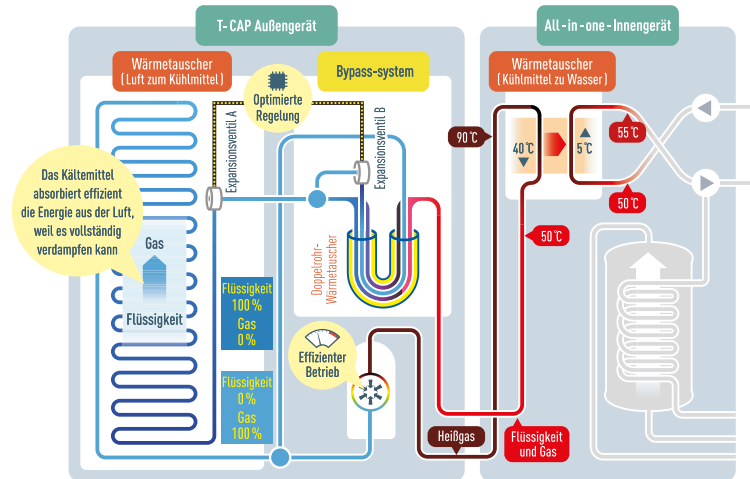 T-CAP Außengerät
All-in-one-Innengerät
Wärmetauscher
(Luft zum Kühlmittel)
Bypass-system
Wärmetauscher
(Kühlmittel zu Wasser)
Optimierte
Regelung
Expansionsventil A
Expansionsventil B
90°C
40°C
5°C
55°C
50°C
50°C
Das Kältemittel
absorbiert effizient
die Energie aus der Luft,
weil es vollständig
verdampfen kann
Gas
Flüssigkeit
Doppelrohr-
Wärmetauscher
Flüssigkeit
100%
Gas
0%
Effizienter
Betrieb
Flüssigkeit
0%
Gas
100%
Heißgas
Flüssigkeit
und Gas